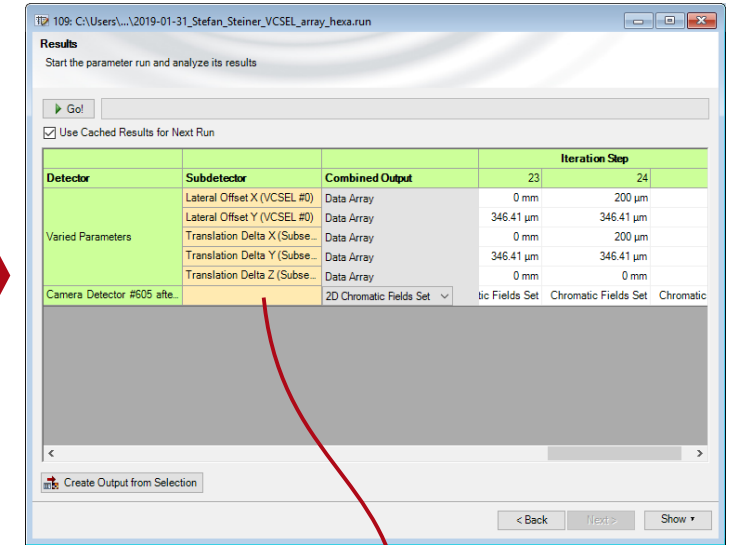 109: C:\Users\...\2019-01-31_Stefan_Steiner_VCSEL_array_hexa.run
Results
Start the parameter run and analyze its results
Go!
Use Cached Results for Next Run
Iteration Step
Detector Subdetector Combined Output 23 24
Lateral Offset X (VCSEL #0) Data Array 0 mm 200 µm
Lateral Offset Y (VCSEL #0) Data Array 346.41 µm 346.41 µm
Varied Parameters Translation Delta X (Subse... Data Array 0 mm 200 µm
Translation Delta Y (Subse... Data Array 346.41 µm 346.41 µm
Translation Delta Z (Subse... Data Array 0 mm 0 mm
Camera Detector #605 afte... 2D Chromatic Fields Set tic Fields Set Chromatic Fields Set Chromatic
Create Output from Selection
< Back Next > Show